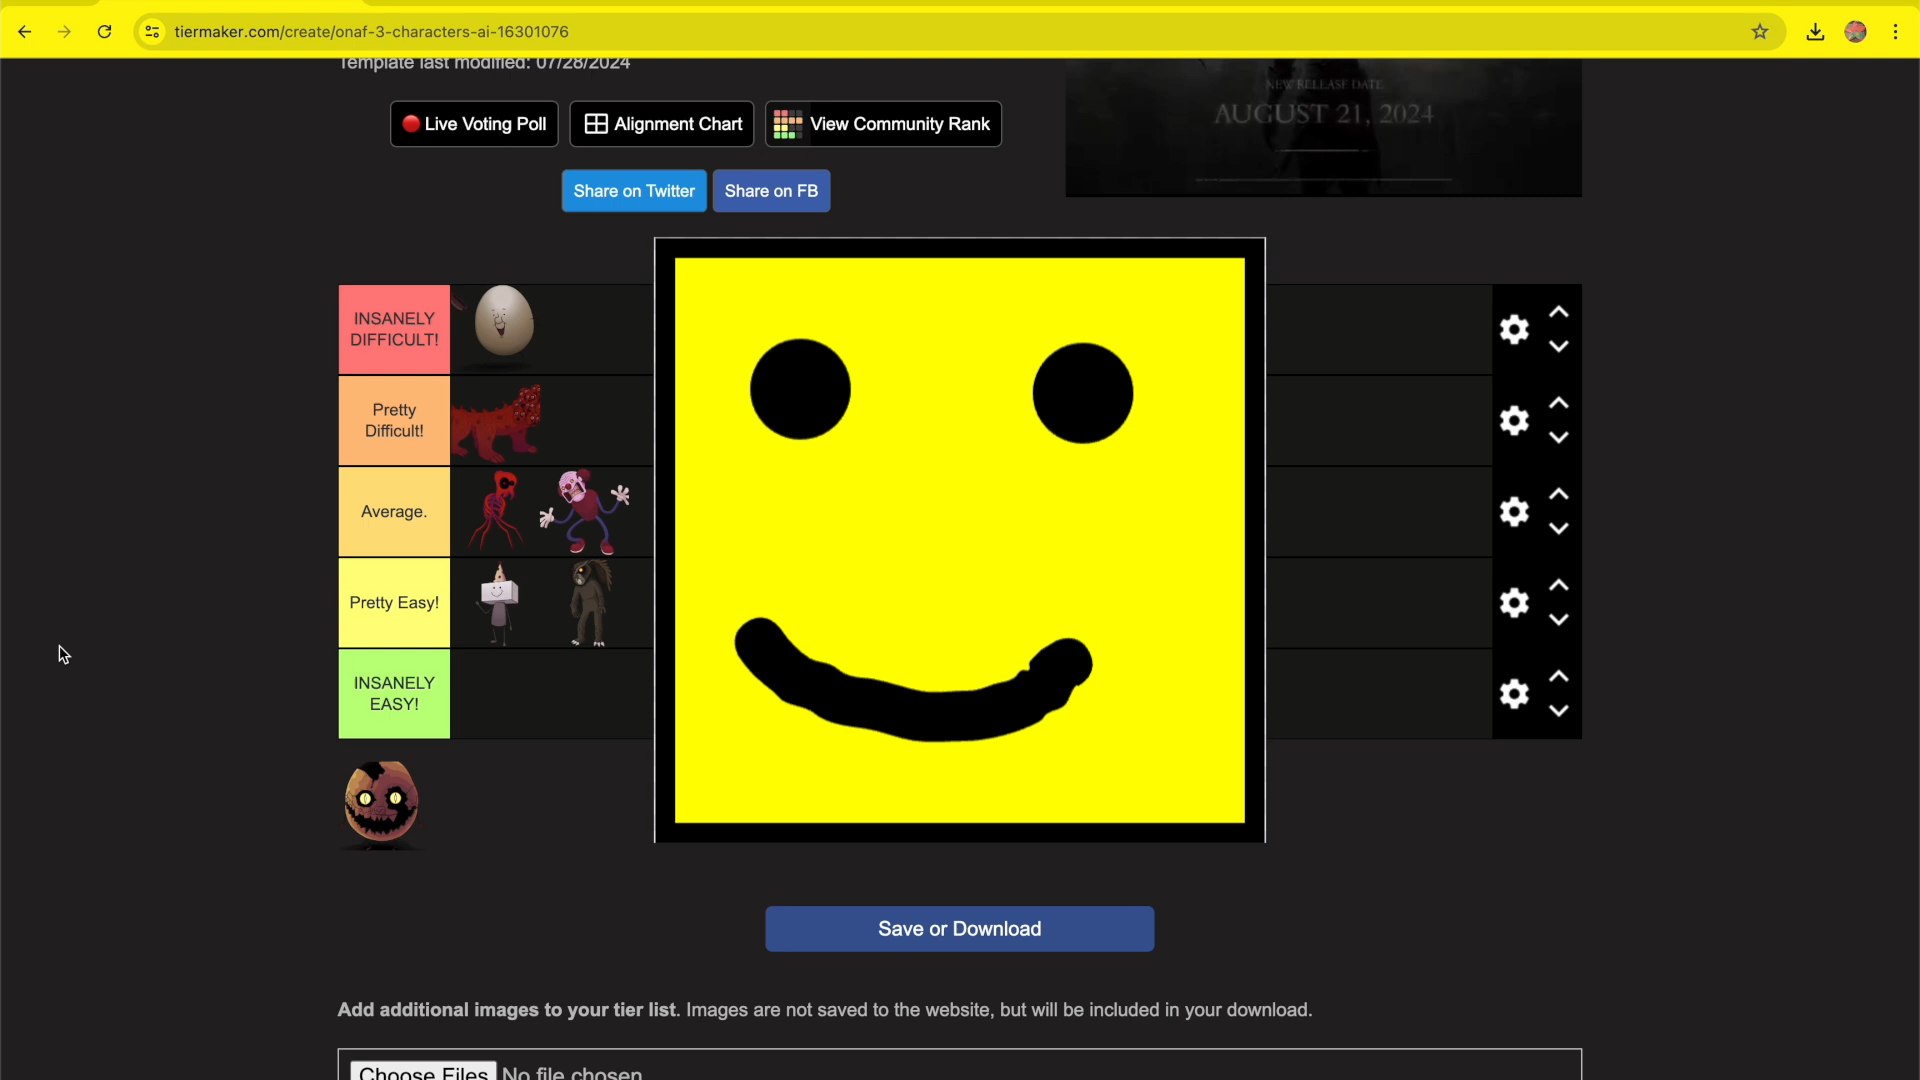 tiermaker.com/create/onaf-3-characters-ai-16301076
Template last modified: 07/28/2024
NEW RELEASE DATE
AUGUST 21, 2024
Live Voting Poll
Alignment Chart
View Community Rank
Share on Twitter
Share on FB
INSANELY
DIFFICULT!
Pretty
Difficult!
Average.
Pretty Easy!
INSANELY
EASY!
Save or Download
Add additional images to your tier list. Images are not saved to the website, but will be included in your download.
Choose Files No file chosen